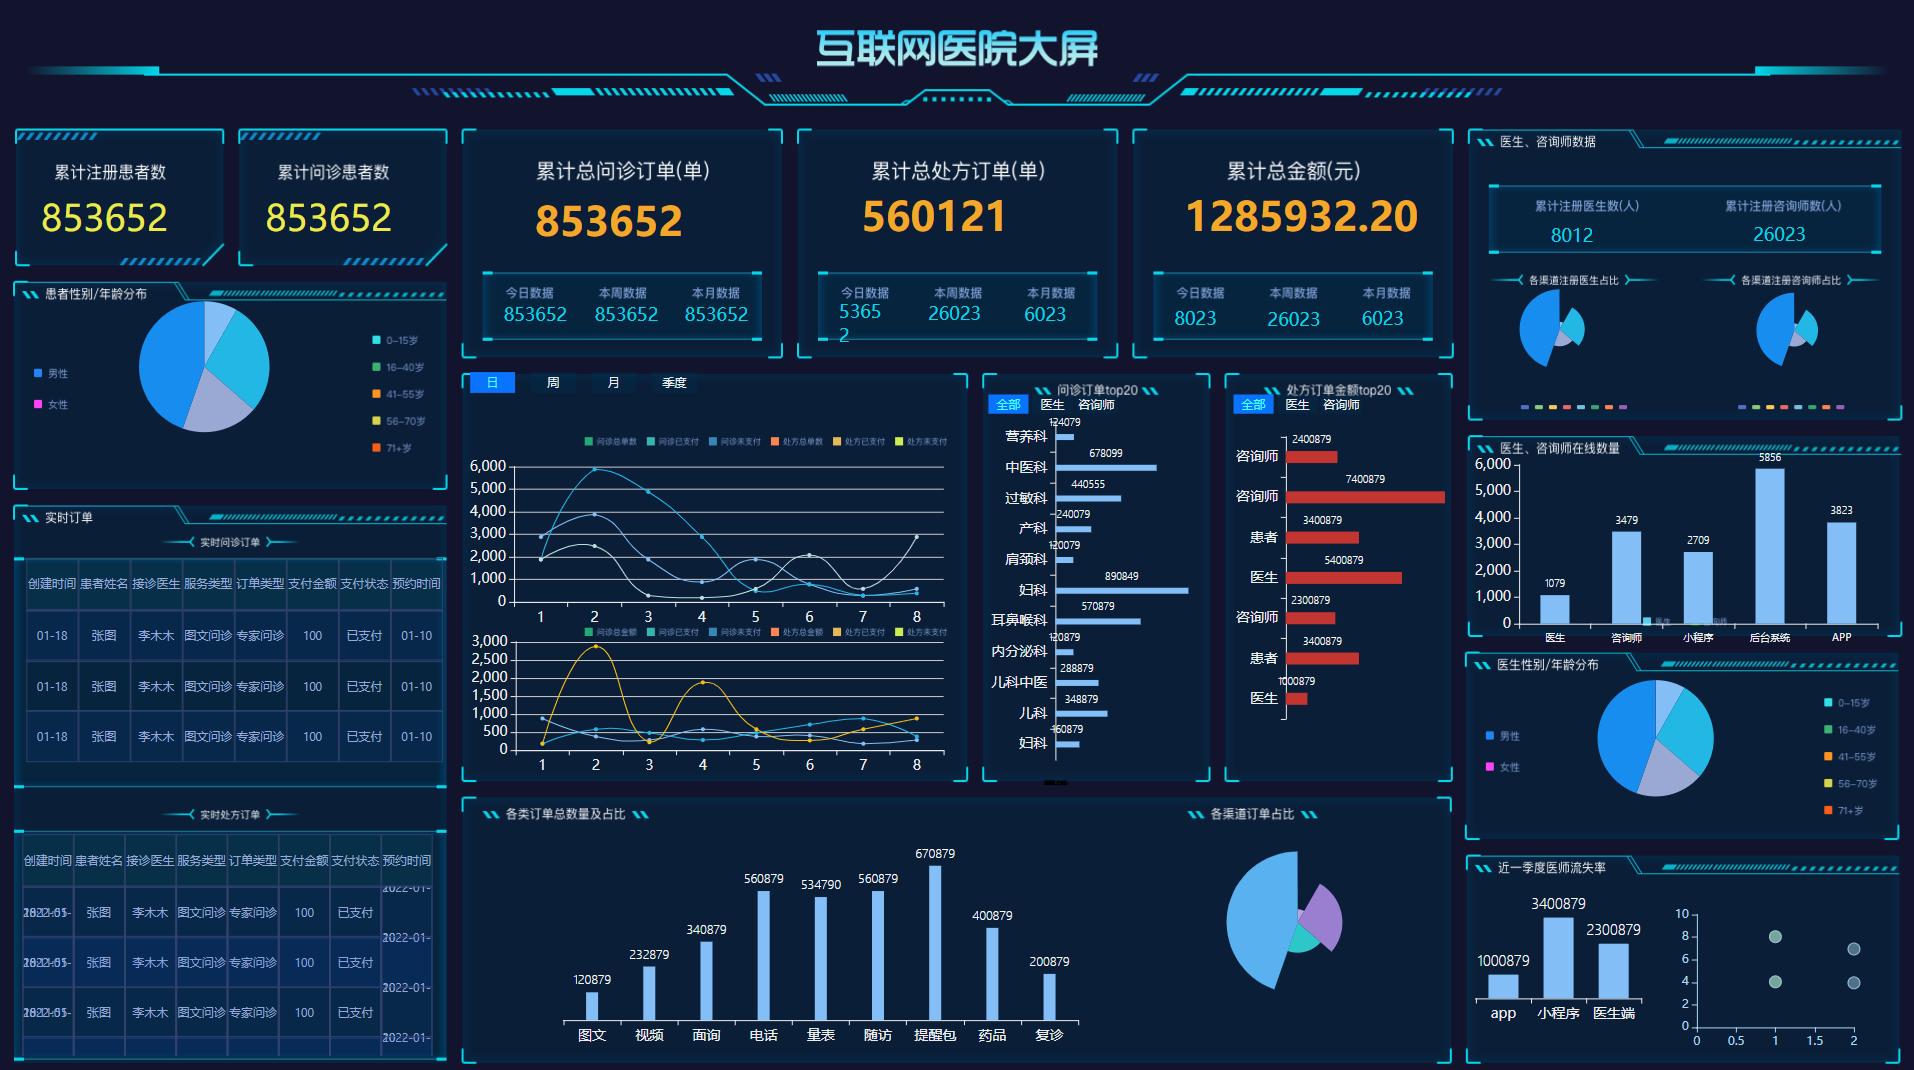 互联网医院大屏
累计注册患者数
853652
累计问诊患者数
853652
累计总问诊订单(单)
853652
今日数据 本周数据 本月数据
853652 853652 853652
累计总处方订单(单)
560121
今日数据 本周数据 本月数据
5365 26023 6023
2
累计总金额(元)
1285932.20
今日数据 本周数据 本月数据
8023 26023 6023
医生、咨询师数据
累计注册医生数(人) 累计注册咨询师数(人)
8012 26023
各渠道注册医生占比 各渠道注册咨询师占比
患者性别/年龄分布
男性
女性
0-15岁
16-40岁
41-55岁
56-70岁
71+岁
实时订单
实时问诊订单
创建时间 患者姓名 接诊医生 服务类型 订单类型 支付金额 支付状态 预约时间
01-18 张图 李木木 图文问诊 专家问诊 100 已支付 01-10
01-18 张图 李木木 图文问诊 专家问诊 100 已支付 01-10
01-18 张图 李木木 图文问诊 专家问诊 100 已支付 01-10
实时处方订单
创建时间 患者姓名 接诊医生 服务类型 订单类型 支付金额 支付状态 预约时间
张图 李木木 图文问诊 专家问诊 100 已支付 2022-01-
张图 李木木 图文问诊 专家问诊 100 已支付 2022-01-
张图 李木木 图文问诊 专家问诊 100 已支付 2022-01-
2022-01-
日 周 月 季度
问诊总单数 问诊已支付 问诊未支付 处方总单数 处方已支付 处方未支付
6,000
5,000
4,000
3,000
2,000
1,000
0
1 2 3 4 5 6 7 8
问诊总金额 问诊已支付 问诊未支付 处方总金额 处方已支付 处方未支付
3,000
2,500
2,000
1,500
1,000
500
0
1 2 3 4 5 6 7 8
问诊订单top20
全部 医生 咨询师
营养科 124079
中医科 678099
过敏科 440555
产科 240079
肩颈科 120079
妇科 890849
耳鼻喉科 570879
内分泌科 120879
儿科中医 288879
儿科 348879
妇科 160879
处方订单金额top20
全部 医生 咨询师
咨询师 2400879
咨询师 7400879
患者 3400879
医生 5400879
咨询师 2300879
患者 3400879
医生 1000879
各类订单总数量及占比
120879 232879 340879 560879 534790 560879 670879 400879 200879
图文 视频 面询 电话 量表 随访 提醒包 药品 复诊
各渠道订单占比
医生、咨询师在线数量
6,000
5,000
4,000
3,000
2,000
1,000
0
1079 3479 2709 5856 3823
医生 咨询师 小程序 后台系统 APP
医生
医生性别/年龄分布
男性
女性
0-15岁
16-40岁
41-55岁
56-70岁
71+岁
近一季度医师流失率
1000879 3400879 2300879
app 小程序 医生端
10
8
6
4
2
0
0 0.5 1 1.5 2